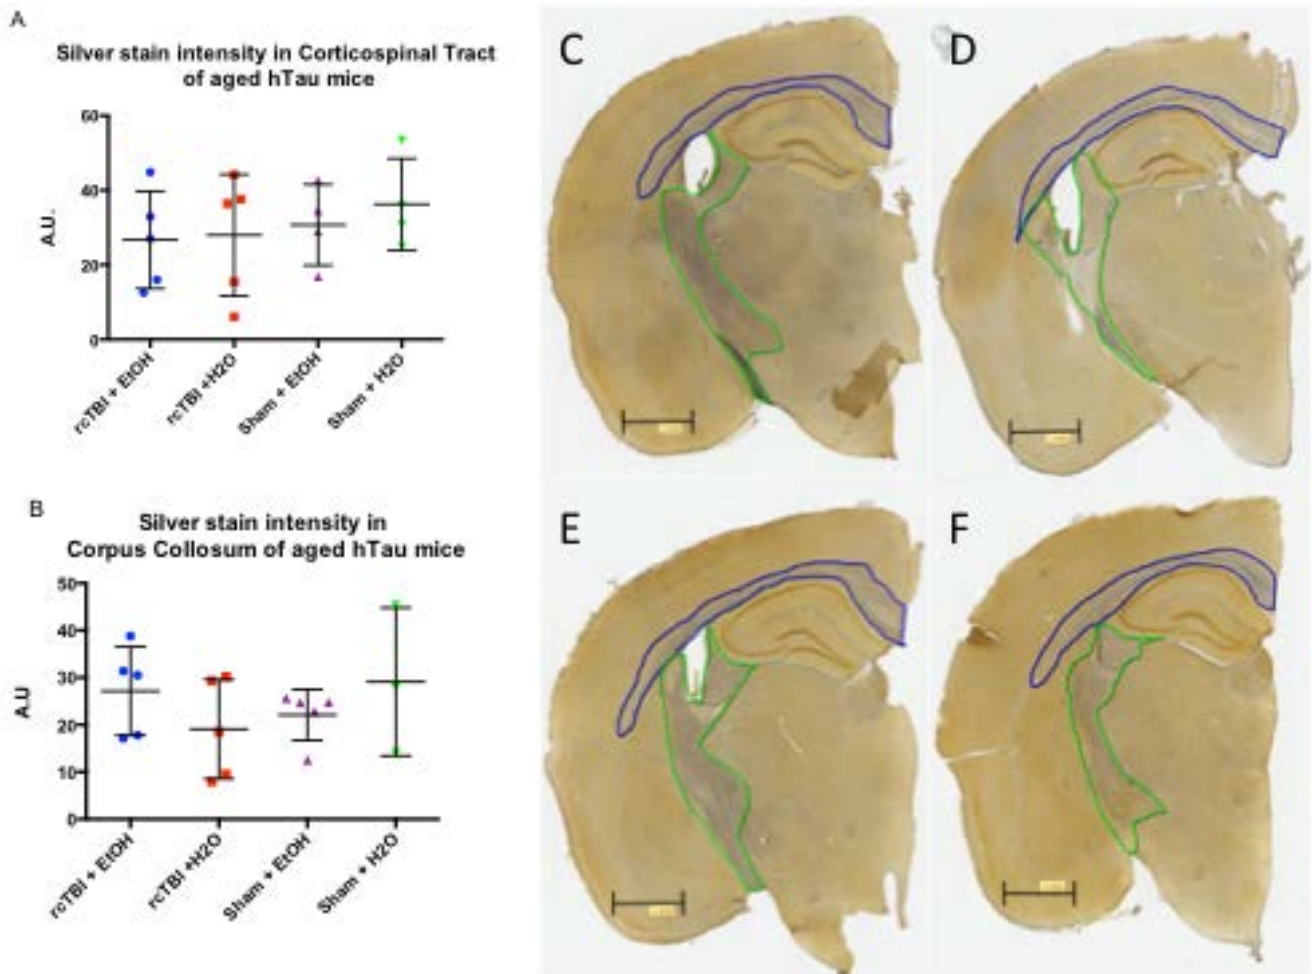 A
Silver stain intensity in Corticospinal Tract
of aged hTau mice
60
40
20
0
A.U.
rcTBI + EtOH
rcTBI +H2O
Sham + EtOH
Sham + H2O
B
Silver stain intensity in
Corpus Collosum of aged hTau mice
50
40
30
20
10
0
A.U
rcTBI + EtOH
rcTBI +H2O
Sham + EtOH
Sham + H2O
C
D
E
F